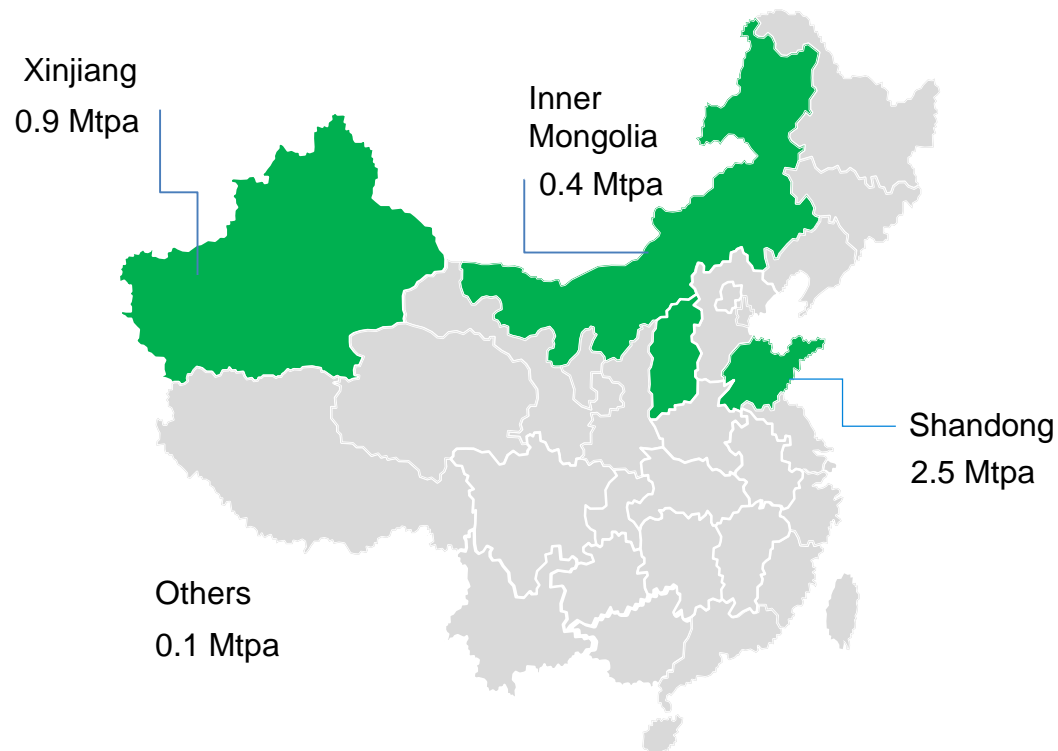 Xinjiang
0.9 Mtpa
Inner
Mongolia
0.4 Mtpa
Shandong
2.5 Mtpa
Others
0.1 Mtpa